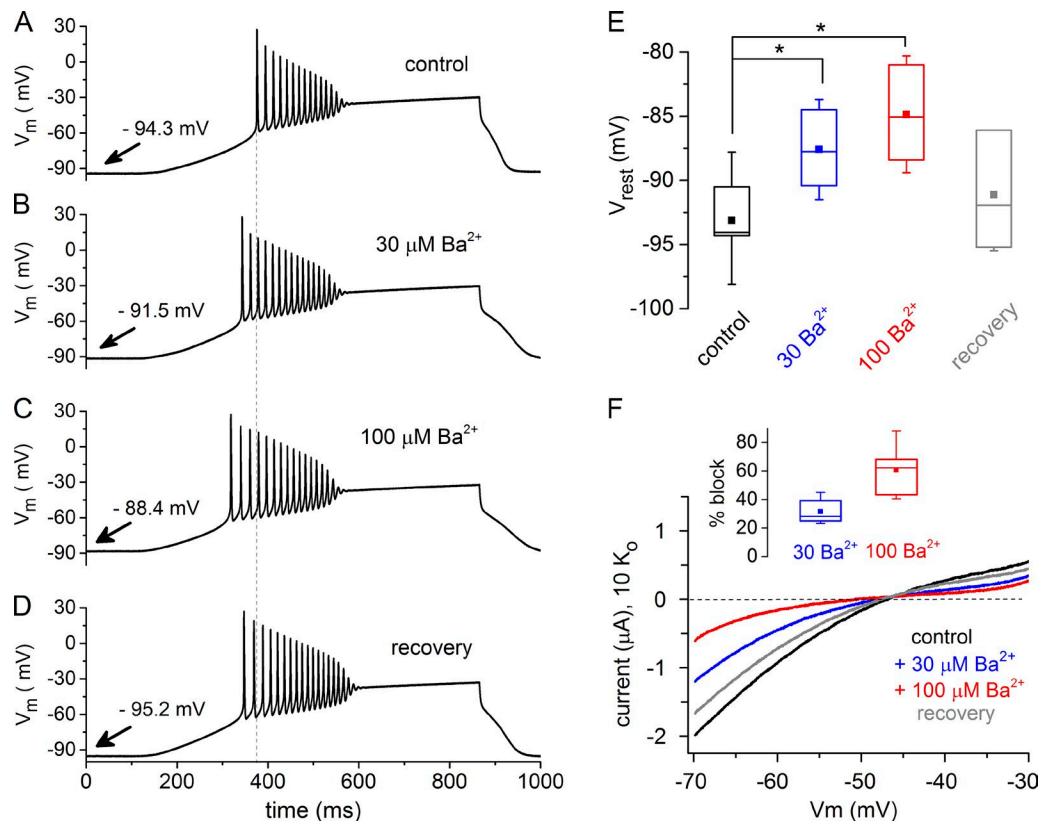 A
30
0
-30
-60
-90
Vm ( mV)
control
- 94.3 mV
B
30
0
-30
-60
-90
Vm ( mV)
30 μM Ba2+
- 91.5 mV
C
30
0
-30
-60
-90
Vm ( mV)
100 μM Ba2+
- 88.4 mV
D
30
0
-30
-60
-90
Vm ( mV)
recovery
- 95.2 mV
0 200 400 600 800 1000
time (ms)
E
-80
-85
-90
-95
-100
Vrest (mV)
*
*
control
30 Ba2+
100 Ba2+
recovery
F
80
60
40
20
0
% block
30 Ba2+ 100 Ba2+
1
0
-1
-2
current (μA), 10 Ko
control
+ 30 μM Ba2+
+ 100 μM Ba2+
recovery
-70 -60 -50 -40 -30
Vm (mV)